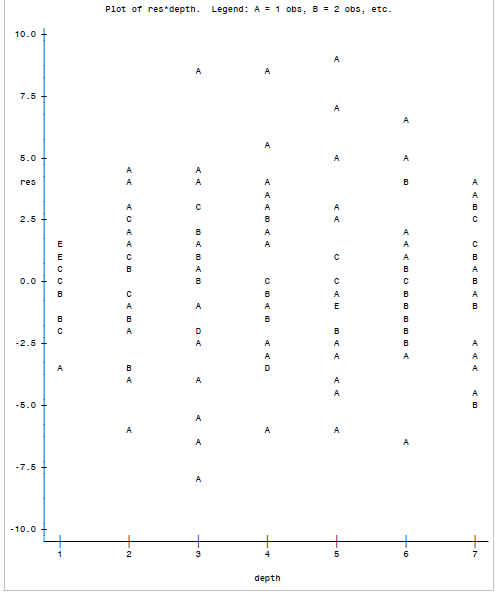 Plot of res*depth. Legend: A = 1 obs, B = 2 obs, etc.
10.0
A
A A
7.5
A
A
A
5.0 A A
A A
res A A A B A
A A
A C A A B
2.5 C B A C
A B A A
E A A A A C
E C B C A B
C B A B A
0.0 C B C C C B
B C B A B A
A A A E A B
B B B B
C A D B B
-2.5 A A A B A
A A A A
A B D A
A A A
A A
-5.0 B
A
A A A A
A A
-7.5
A
-10.0
1 2 3 4 5 6 7
depth